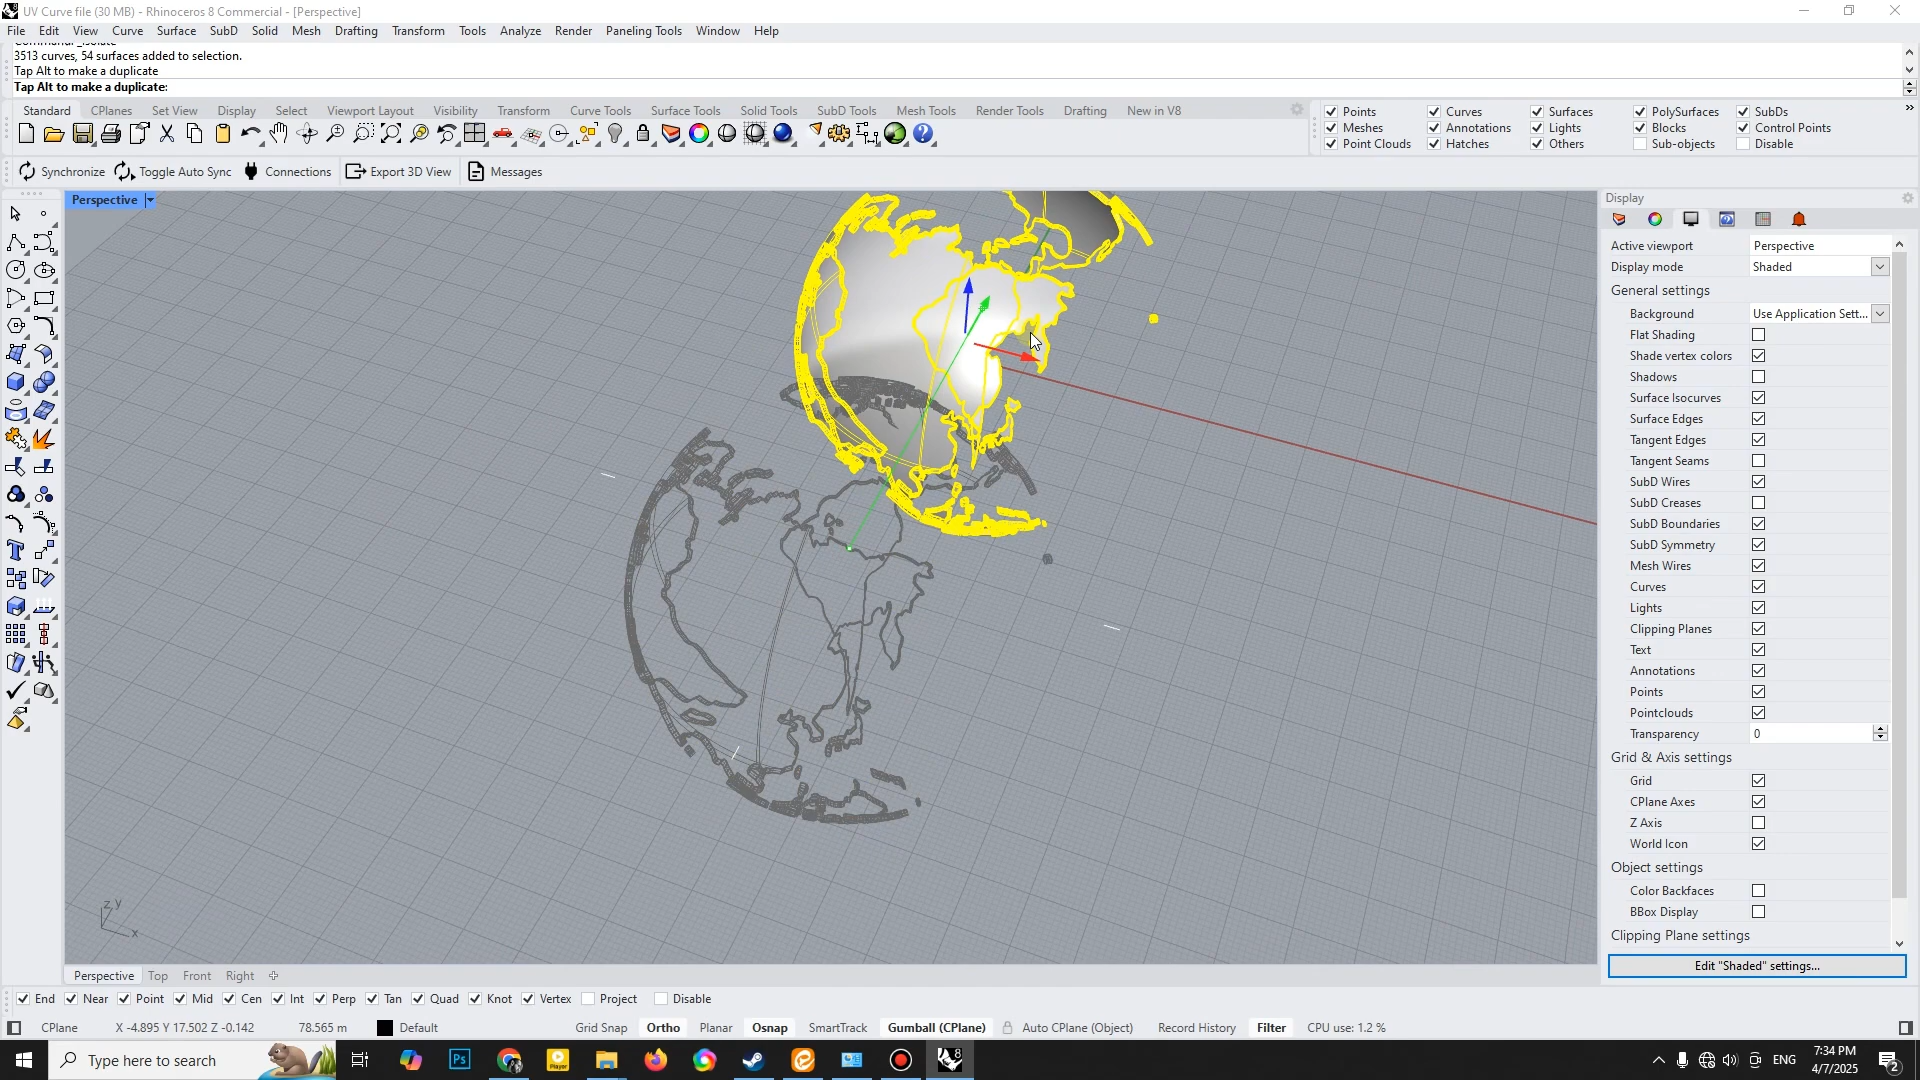 UV Curve file (30 MB) - Rhinoceros 8 Commercial - [Perspective]
File Edit View Curve Surface SubD Solid Mesh Drafting Transform Tools Analyze Render Paneling Tools Window Help
3513 curves, 54 surfaces added to selection.
Tap Alt to make a duplicate
Tap Alt to make a duplicate:
Standard CPlanes Set View Display Select Viewport Layout Visibility Transform Curve Tools Surface Tools Solid Tools SubD Tools Mesh Tools Render Tools Drafting New in V8
Points Curves Surfaces PolySurfaces SubDs
Meshes Annotations Lights Blocks Control Points
Point Clouds Hatches Others Sub-objects Disable
Synchronize Toggle Auto Sync Connections Export 3D View Messages
Perspective
Display
Active viewport Perspective
Display mode Shaded
General settings
Background Use Application Sett...
Flat Shading
Shade vertex colors
Shadows
Surface Isocurves
Surface Edges
Tangent Edges
Tangent Seams
SubD Wires
SubD Creases
SubD Boundaries
SubD Symmetry
Mesh Wires
Curves
Lights
Clipping Planes
Text
Annotations
Points
Pointclouds
Transparency 0
Grid & Axis settings
Grid
CPlane Axes
Z Axis
World Icon
Object settings
Color Backfaces
BBox Display
Clipping Plane settings
Edit "Shaded" settings...
z y
x
Perspective Top Front Right
End Near Point Mid Cen Int Perp Tan Quad Knot Vertex Project Disable
CPlane X -4.895 Y 17.502 Z -0.142 78.565 m Default Grid Snap Ortho Planar Osnap SmartTrack Gumball (CPlane) Auto CPlane (Object) Record History Filter CPU use: 1.2 %
Type here to search
Ps
Player
8
ENG
7:34 PM
4/7/2025
2